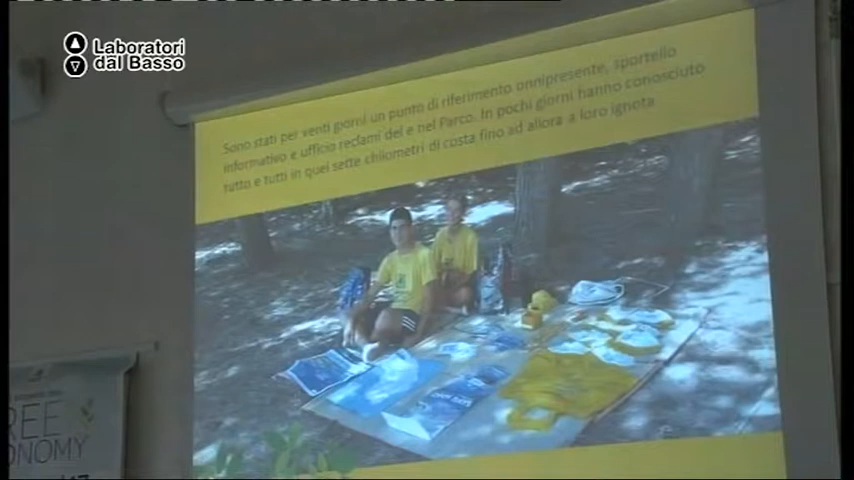 Laboratori
dal Basso
Sono stati per venti giorni un punto di riferimento onnipresente, sportello
informativo e ufficio reclami del e nel Parco. In pochi giorni hanno conosciuto
tutto e tutti in quei sette chilometri di costa fino ad allora a loro ignota
REE
ONOMY